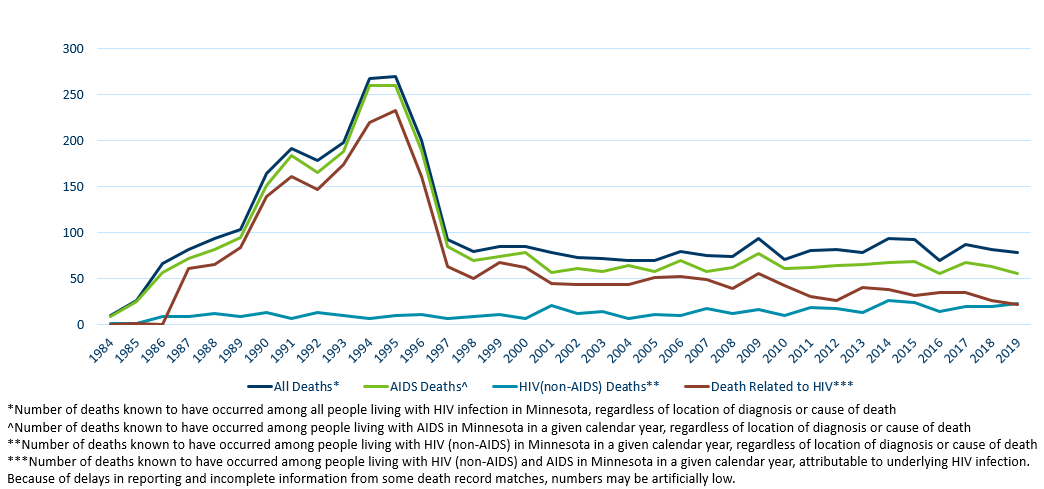 300
250
200
150
100
50
0
1984 1985 1986 1987 1988 1989 1990 1991 1992 1993 1994 1995 1996 1997 1998 1999 2000 2001 2002 2003 2004 2005 2006 2007 2008 2009 2010 2011 2012 2013 2014 2015 2016 2017 2018 2019
All Deaths* AIDS Deaths^ HIV(non-AIDS) Deaths** Death Related to HIV***
*Number of deaths known to have occurred among all people living with HIV infection in Minnesota, regardless of location of diagnosis or cause of death
^Number of deaths known to have occurred among people living with AIDS in Minnesota in a given calendar year, regardless of location of diagnosis or cause of death
**Number of deaths known to have occurred among people living with HIV (non-AIDS) in Minnesota in a given calendar year, regardless of location of diagnosis or cause of death
***Number of deaths known to have occurred among people living with HIV (non-AIDS) and AIDS in Minnesota in a given calendar year, attributable to underlying HIV infection.
Because of delays in reporting and incomplete information from some death record matches, numbers may be artificially low.